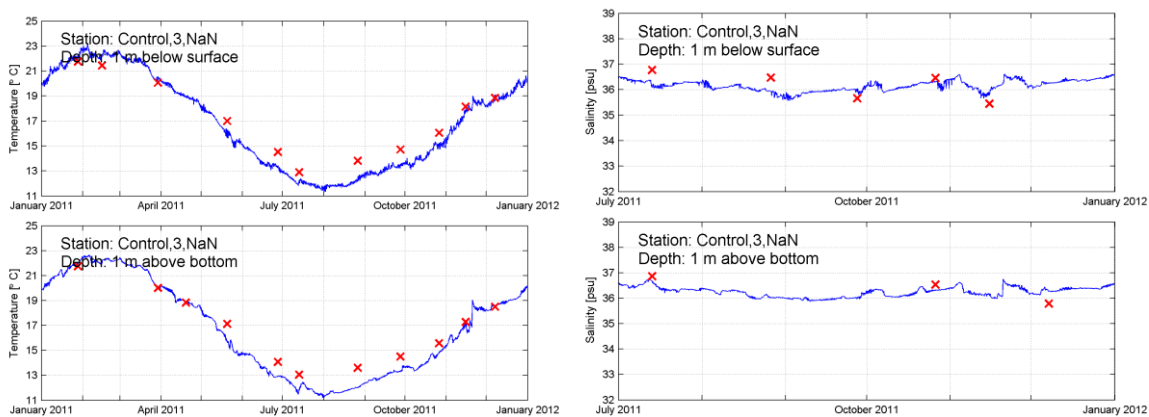 25
23
21
19
17
15
13
11
Temperature [° C]
Station: Control,3,NaN
Depth: 1 m below surface
January 2011 April 2011 July 2011 October 2011 January 2012
39
38
37
36
35
34
33
32
Salinity [psu]
Station: Control,3,NaN
Depth: 1 m below surface
July 2011 October 2011 January 2012
25
23
21
19
17
15
13
11
Temperature [° C]
Station: Control,3,NaN
Depth: 1 m above bottom
January 2011 April 2011 July 2011 October 2011 January 2012
39
38
37
36
35
34
33
32
Salinity [psu]
Station: Control,3,NaN
Depth: 1 m above bottom
July 2011 October 2011 January 2012